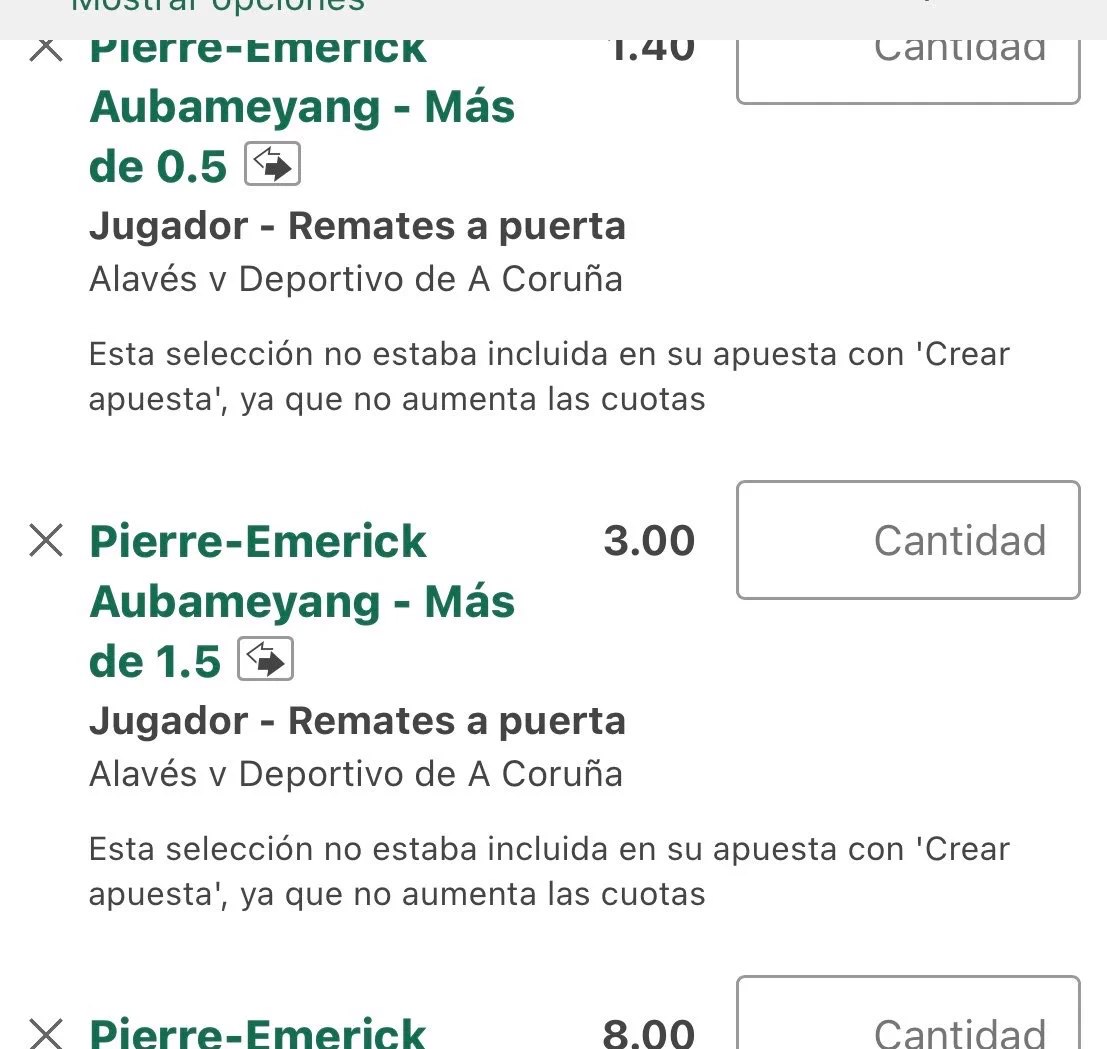 Mostrar opciones
Pierre-Emerick 1.40 Cantidad
Aubameyang - Más
de 0.5
Jugador - Remates a puerta
Alavés v Deportivo de A Coruña
Esta selección no estaba incluida en su apuesta con 'Crear
apuesta', ya que no aumenta las cuotas
Pierre-Emerick 3.00 Cantidad
Aubameyang - Más
de 1.5
Jugador - Remates a puerta
Alavés v Deportivo de A Coruña
Esta selección no estaba incluida en su apuesta con 'Crear
apuesta', ya que no aumenta las cuotas
Pierre-Emerick 8.00 Cantidad